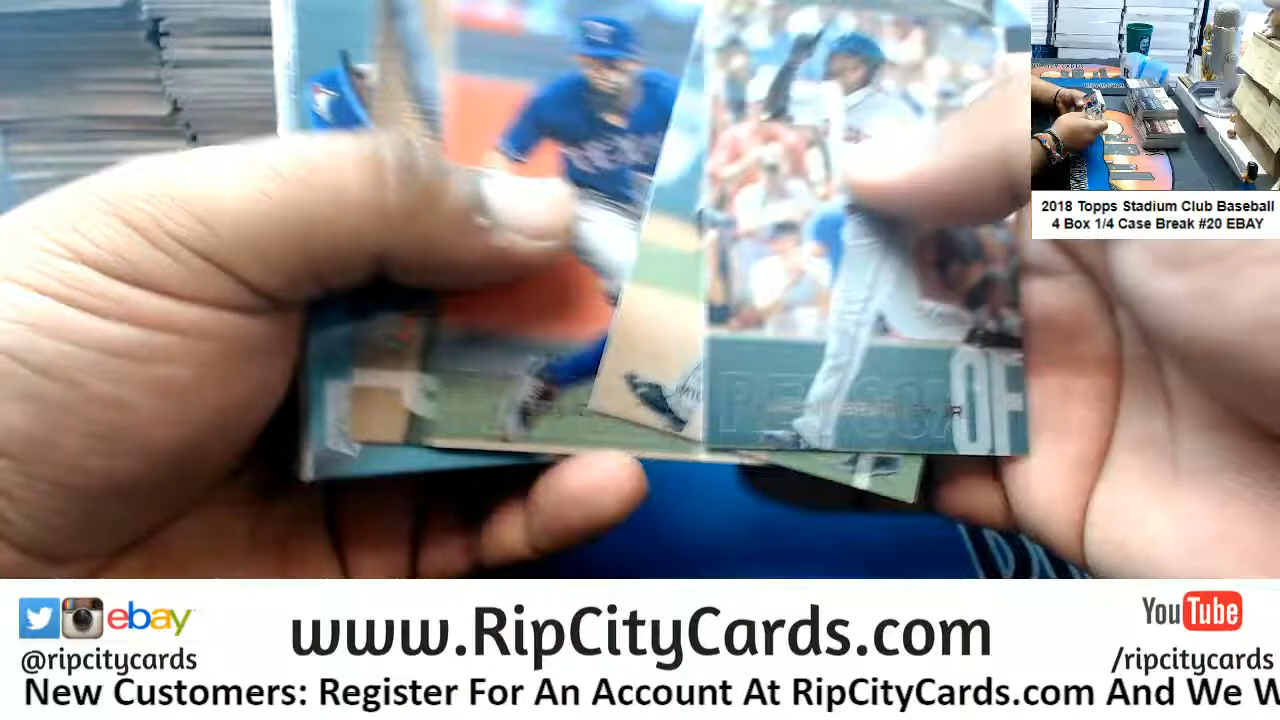 2018 Topps Stadium Club Baseball
4 Box 1/4 Case Break #20 EBAY
OF
ebay
www.RipCityCards.com
YouTube
@ripcitycards
/ripcitycards
New Customers: Register For An Account At RipCityCards.com And We W